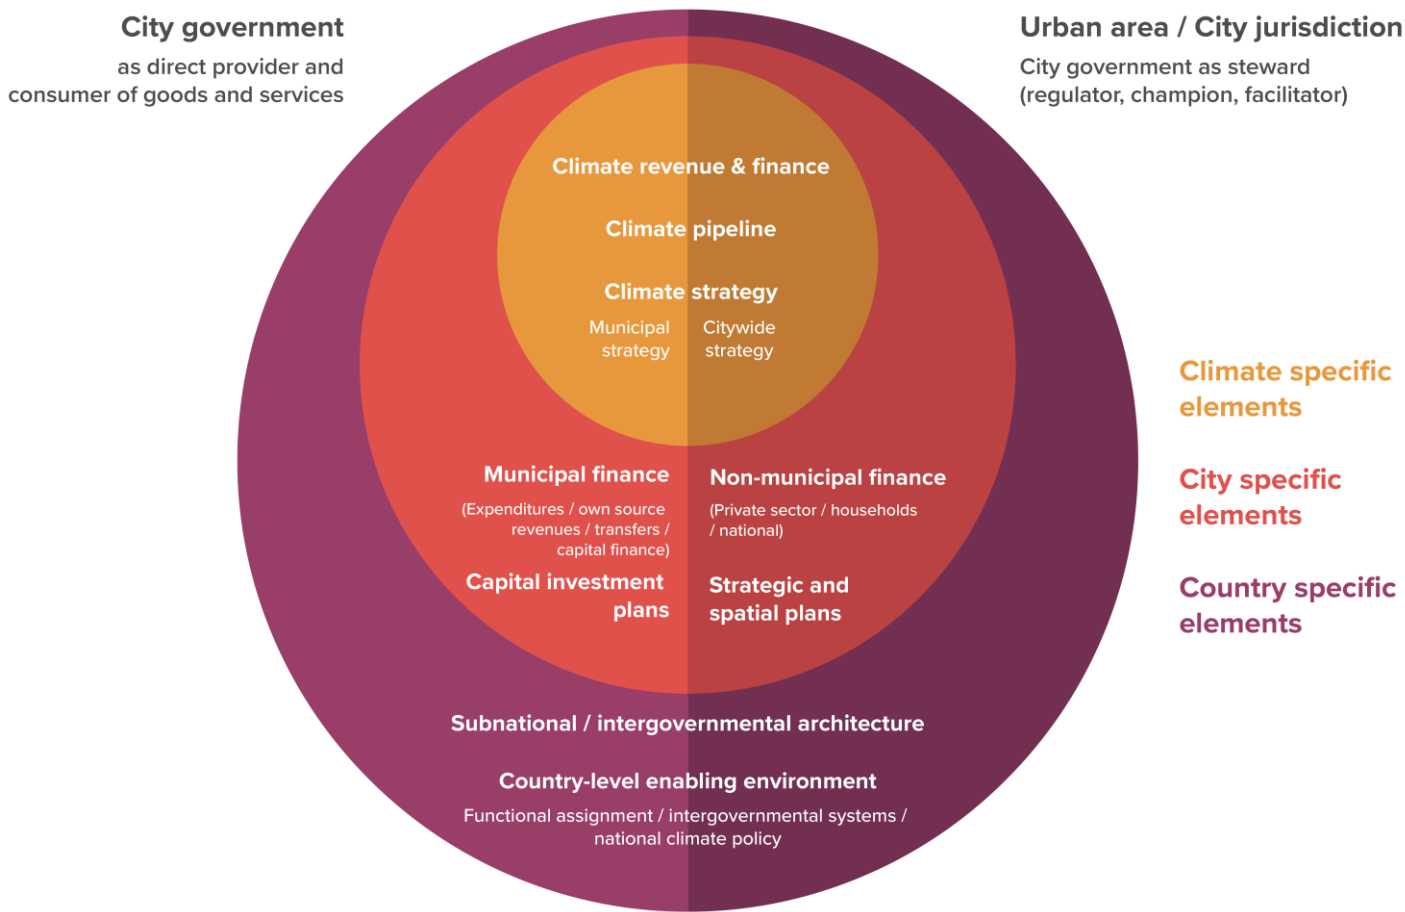 City government
as direct provider and
consumer of goods and services
Urban area / City jurisdiction
City government as steward
(regulator, champion, facilitator)
Climate revenue & finance
Climate pipeline
Climate strategy
Municipal
strategy
Citywide
strategy
Municipal finance
(Expenditures / own source
revenues / transfers /
capital finance)
Capital investment
plans
Non-municipal finance
(Private sector / households
/ national)
Strategic and
spatial plans
Subnational / intergovernmental architecture
Country-level enabling environment
Functional assignment / intergovernmental systems /
national climate policy
Climate specific
elements
City specific
elements
Country specific
elements